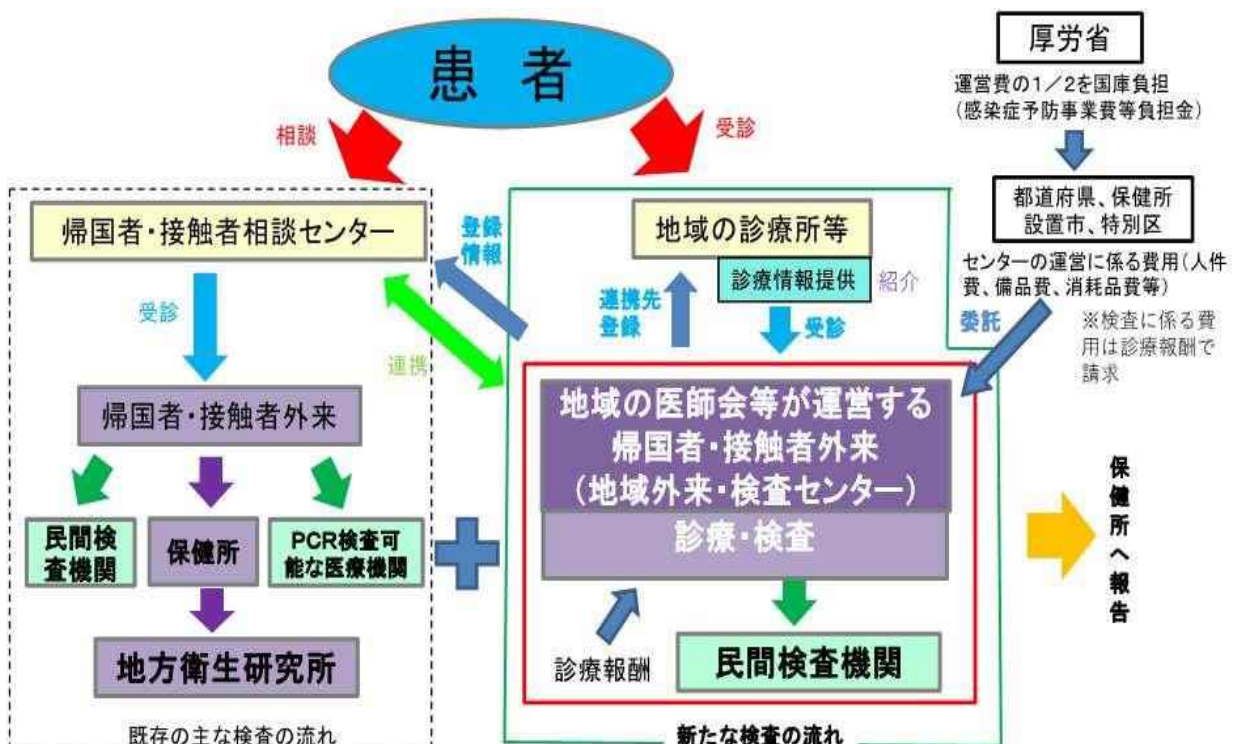 患 者
相談
受診
厚労省
運営費の1/2を国庫負担
(感染症予防事業費等負担金)
都道府県、保健所
設置市、特別区
センターの運営に係る費用(人件
費、備品費、消耗品費等)
※検査に係る費
用は診療報酬で
請求
委託
帰国者・接触者相談センター
受診
帰国者・接触者外来
民間検
査機関
保健所
PCR検査可
能な医療機関
地方衛生研究所
既存の主な検査の流れ
登録
情報
連携
地域の診療所等
診療情報提供
紹介
連携先
登録
受診
地域の医師会等が運営する
帰国者・接触者外来
(地域外来・検査センター)
診療・検査
診療報酬
民間検査機関
新たな検査の流れ
保健所へ報告